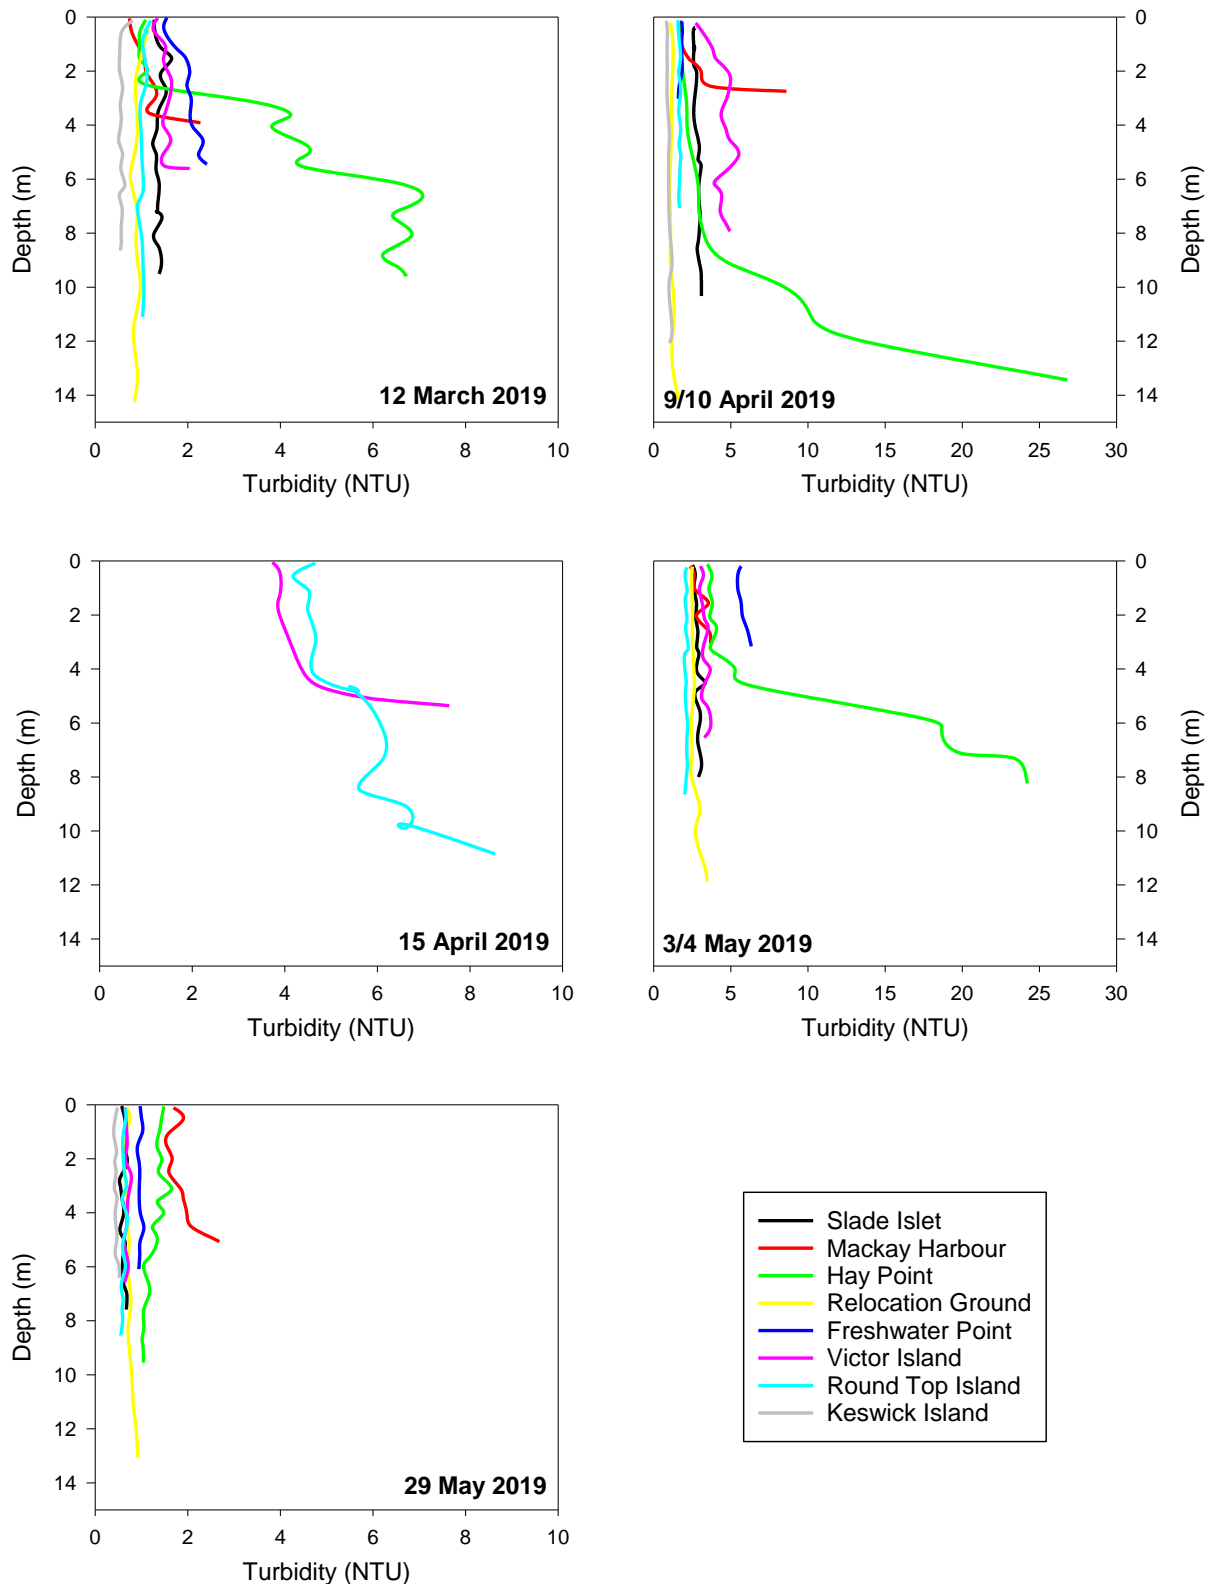 0
2
4
6
8
10
12
14
Depth (m)
12 March 2019
0 2 4 6 8 10
Turbidity (NTU)
0
2
4
6
8
10
12
14
Depth (m)
9/10 April 2019
0 5 10 15 20 25 30
Turbidity (NTU)
0
2
4
6
8
10
12
14
Depth (m)
15 April 2019
0 2 4 6 8 10
Turbidity (NTU)
0
2
4
6
8
10
12
14
Depth (m)
3/4 May 2019
0 5 10 15 20 25 30
Turbidity (NTU)
0
2
4
6
8
10
12
14
Depth (m)
29 May 2019
0 2 4 6 8 10
Turbidity (NTU)
Slade Islet
Mackay Harbour
Hay Point
Relocation Ground
Freshwater Point
Victor Island
Round Top Island
Keswick Island